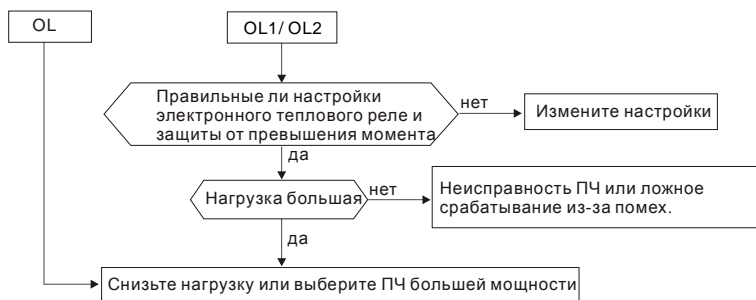 OL
OL1/ OL2
Правильные ли настройки
электронного теплового реле и
защиты от превышения момента
нет
Измените настройки
да
Нагрузка большая
нет
Неисправность ПЧ или ложное
срабатывание из-за помех.
да
Снизьте нагрузку или выберите ПЧ большей мощности